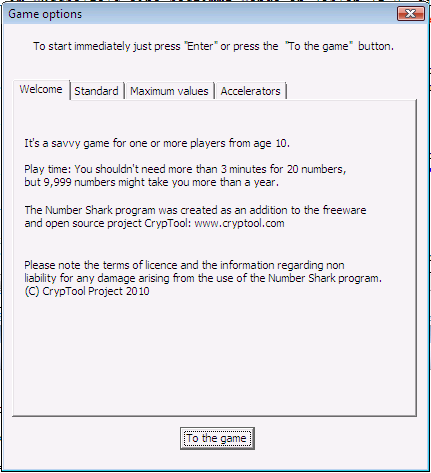 Game options
To start immediately just press "Enter" or press the "To the game" button.
Welcome Standard Maximum values Accelerators
It's a savvy game for one or more players from age 10.
Play time: You shouldn't need more than 3 minutes for 20 numbers,
but 9,999 numbers might take you more than a year.
The Number Shark program was created as an addition to the freeware
and open source project CrypTool: www.cryptool.com
Please note the terms of licence and the information regarding non
liability for any damage arising from the use of the Number Shark program.
(C) CrypTool Project 2010
To the game